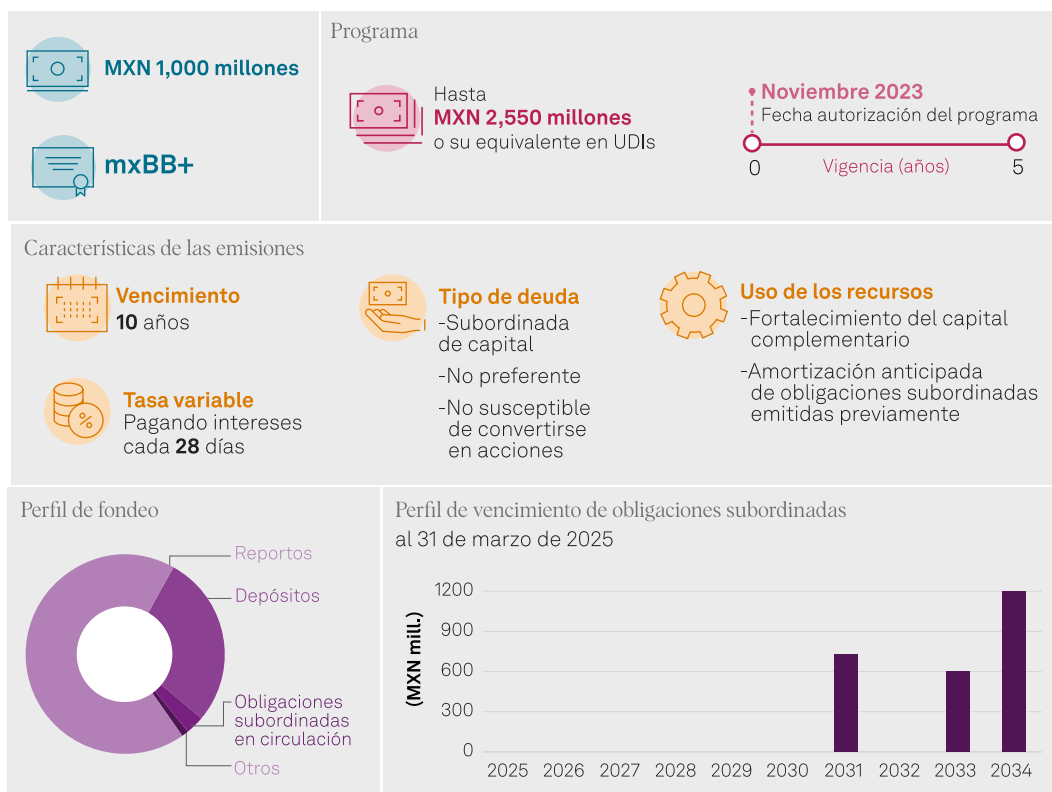 MXN 1,000 millones
mxBB+
Programa
Hasta
MXN 2,550 millones
o su equivalente en UDIs
Noviembre 2023
Fecha autorización del programa
0
Vigencia (años)
5
Características de las emisiones
Vencimiento
10 años
Tasa variable
Pagando intereses
cada 28 días
Tipo de deuda
-Subordinada
de capital
-No preferente
-No susceptible
de convertirse
en acciones
Uso de los recursos
-Fortalecimiento del capital
complementario
-Amortización anticipada
de obligaciones subordinadas
emitidas previamente
Perfil de fondeo
Reportos
Depósitos
Obligaciones
subordinadas
en circulación
Otros
Perfil de vencimiento de obligaciones subordinadas
al 31 de marzo de 2025
(MXN mill.)
1200
900
600
300
0
2025 2026 2027 2028 2029 2030 2031 2032 2033 2034
%